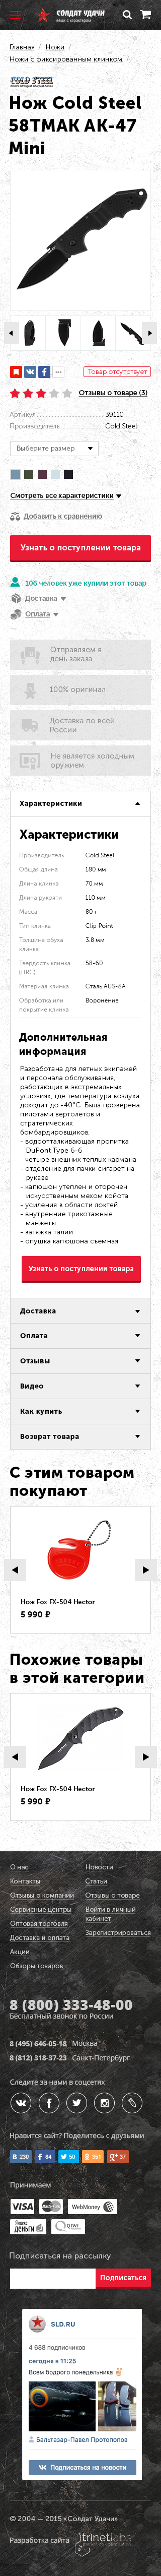 СОЛДАТ УДАЧИ
Главная / Ножи /
Ножи с фиксированным клинком /
COLD STEEL
Нож Cold Steel
58TMAK AK-47
Mini
Товар отсутствует
Отзывы о товаре (3)
Артикул: 39110
Производитель: Cold Steel
Выберите размер
Смотреть все характеристики
Добавить к сравнению
Узнать о поступлении товара
106 человек уже купили этот товар
Доставка
Оплата
Отправляем в
день заказа
100% оригинал
Доставка по всей
России
Не является холодным
оружием
Характеристики
Характеристики
Производитель Cold Steel
Общая длина 180 мм
Длина клинка 70 мм
Длина рукояти 110 мм
Масса 80 г
Тип клинка Clip Point
Толщина обуха
клинка 3.8 мм
Твердость клинка
(HRC) 58-60
Материал клинка Сталь AUS-8A
Обработка или
покрытие клинка Воронение
Дополнительная
информация
Разработана для летных экипажей
и персонала обслуживания,
работающих в экстремальных
условиях, где температура воздуха
доходит до -40°C. Была проверена
пилотами вертолетов и
стратегических
бомбардировщиков.
- водоотталкивающая пропитка
DuPont Type 6-6
- четыре внешних теплых кармана
- отделение для пачки сигарет на
рукаве
- капюшон утеплен и оторочен
искусственным мехом койота
- усиления в области локтей
- внутренние трикотажные
манжеты
- затяжка талии
- опушка капюшона съемная
Узнать о поступлении товара
Доставка
Оплата
Отзывы
Видео
Как купить
Возврат товара
С этим товаром
покупают
Нож Fox FX-504 Hector
5 990 ₽
Похожие товары
в этой категории
Нож Fox FX-504 Hector
5 990 ₽
О нас Новости
Контакты Статьи
Отзывы о компании Отзывы о товаре
Сервисные центры Войти в личный
кабинет
Оптовая торговля Зарегистрироваться
Доставка и оплата
Акции
Обзоры товаров
8 (800) 333-48-00
Бесплатный звонок по России
8 (495) 646-05-18 Москва
8 (812) 318-37-23 Санкт-Петербург
Следите за нами в соцсетях
Нравится сайт? Поделитесь с друзьями
Принимаем
VISA MasterCard WebMoney
Яндекс Деньги QIWI
Подписаться на рассылку
Подписаться
SLD.RU
4 688 подписчиков
сегодня в 11:25
Всем бодрого понедельника
Бальтазар-Павел Протопопов
Подписаться на новости
© 2004 — 2015 «Солдат Удачи»
Разработка сайта trinetlabs